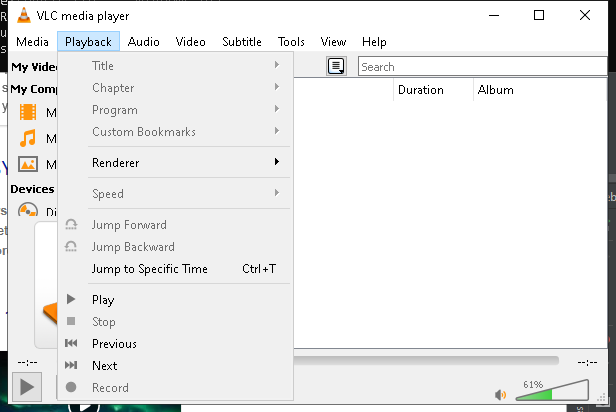 VLC media player
Media Playback Audio Video Subtitle Tools View Help
My Vide
Title
Search
My Comp
Chapter
Duration
Album
Program
M
Custom Bookmarks
M
Renderer
M
Devices
Speed
Di
Jump Forward
Jump Backward
Jump to Specific Time Ctrl+T
Play
Stop
Previous
Next
--:--
--:--
Record
61%